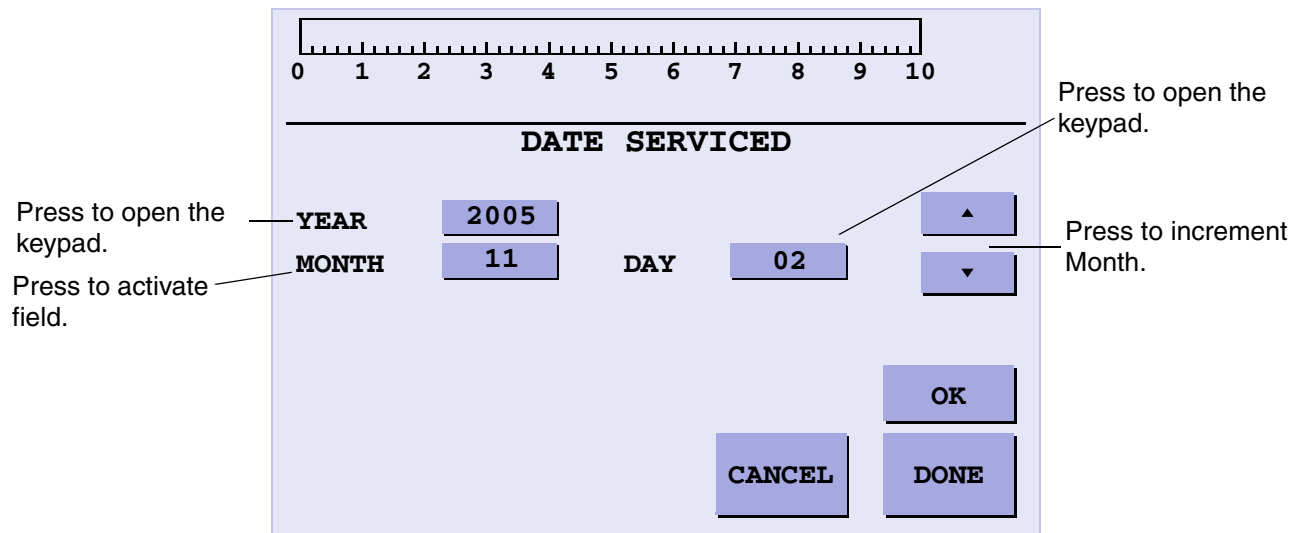 0 1 2 3 4 5 6 7 8 9 10
Press to open the
keypad.
DATE SERVICED
Press to open the
keypad.
YEAR 2005
Press to increment
Month.
MONTH 11 DAY 02
Press to activate
field.
OK
CANCEL DONE